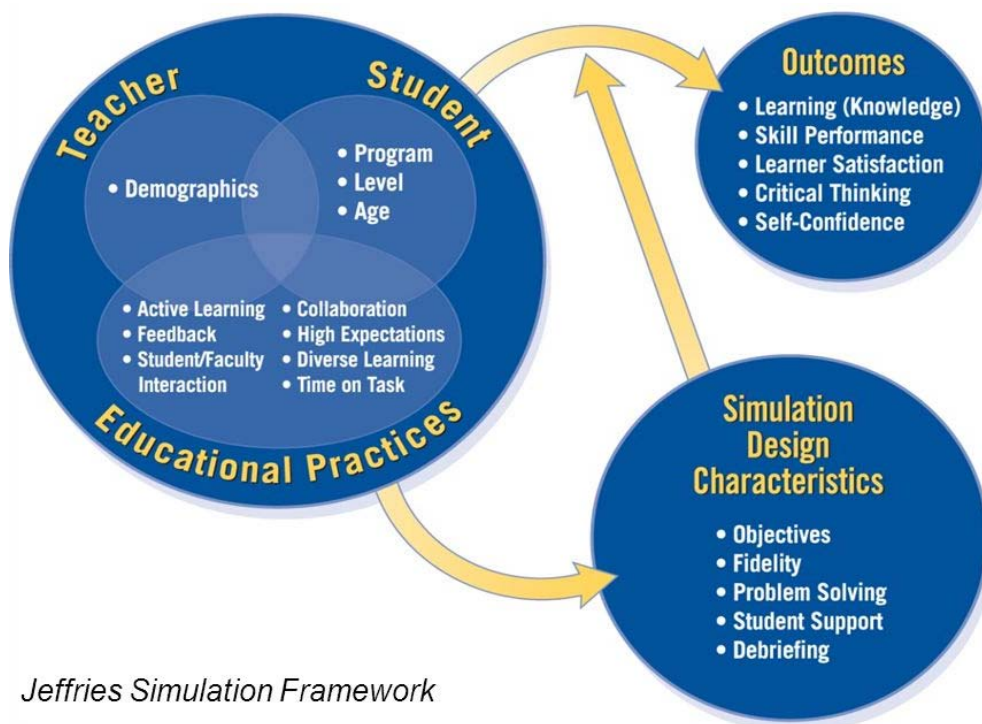 Teacher
Student
• Demographics
• Program
• Level
• Age
• Active Learning
• Feedback
• Student/Faculty
Interaction
• Collaboration
• High Expectations
• Diverse Learning
• Time on Task
Educational Practices
Outcomes
• Learning (Knowledge)
• Skill Performance
• Learner Satisfaction
• Critical Thinking
• Self-Confidence
Simulation
Design
Characteristics
• Objectives
• Fidelity
• Problem Solving
• Student Support
• Debriefing
Jeffries Simulation Framework